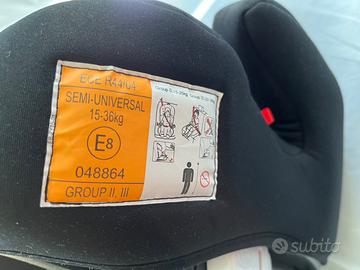 ECE R44/04
SEMI-UNIVERSAL
15-36kg
E8
048864
GROUP II, III
subito